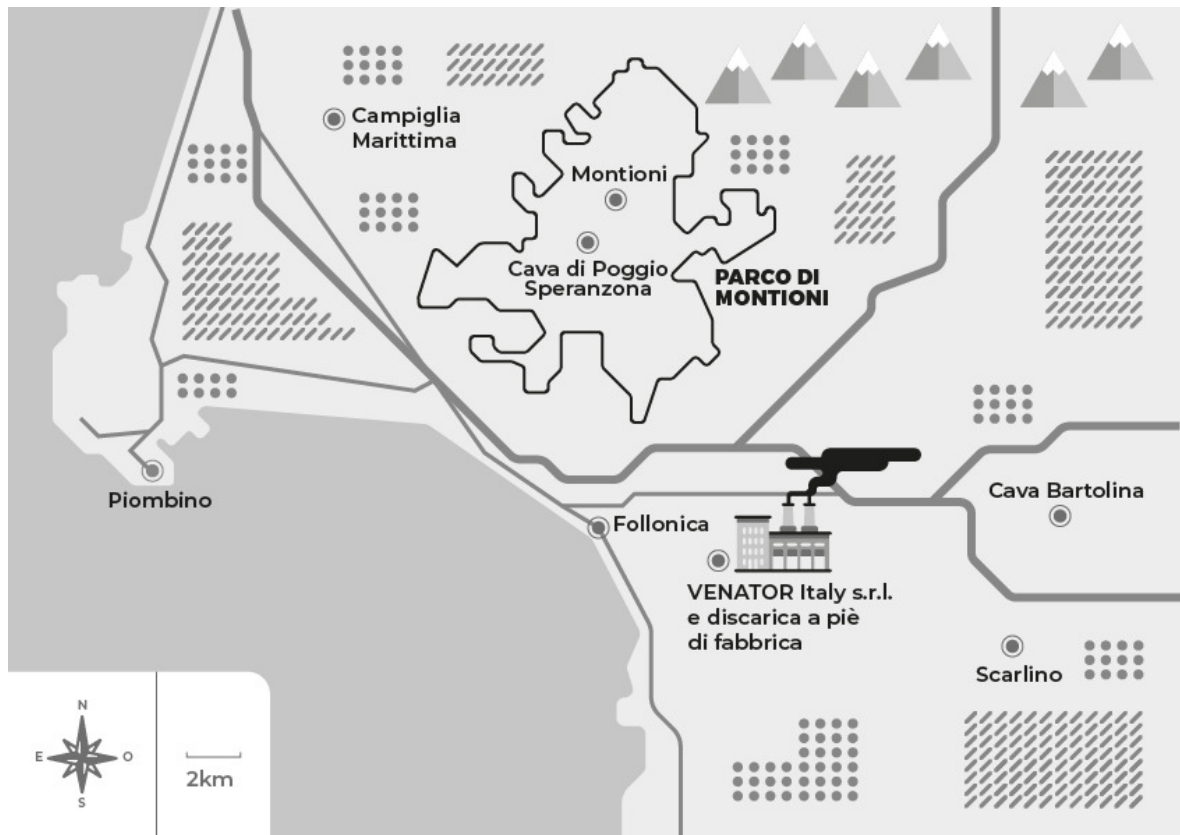 Campiglia
Marittima
Montioni
Cava di Poggio
Speranzona
PARCO DI
MONTIONI
Piombino
Follonica
Cava Bartolina
VENATOR Italy s.r.l.
e discarica a piè
di fabbrica
Scarlino
N
E
O
S
2km